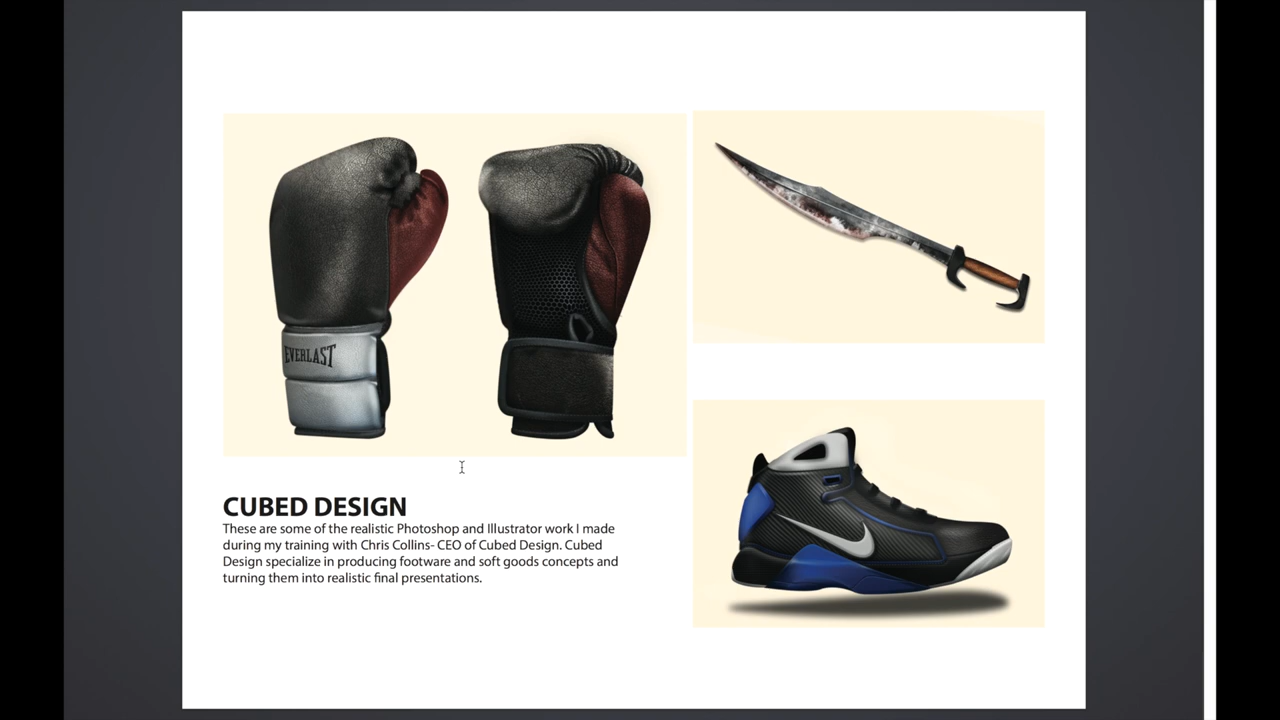 EVERLAST
CUBED DESIGN
These are some of the realistic Photoshop and Illustrator work I made
during my training with Chris Collins- CEO of Cubed Design. Cubed
Design specialize in producing footware and soft goods concepts and
turning them into realistic final presentations.